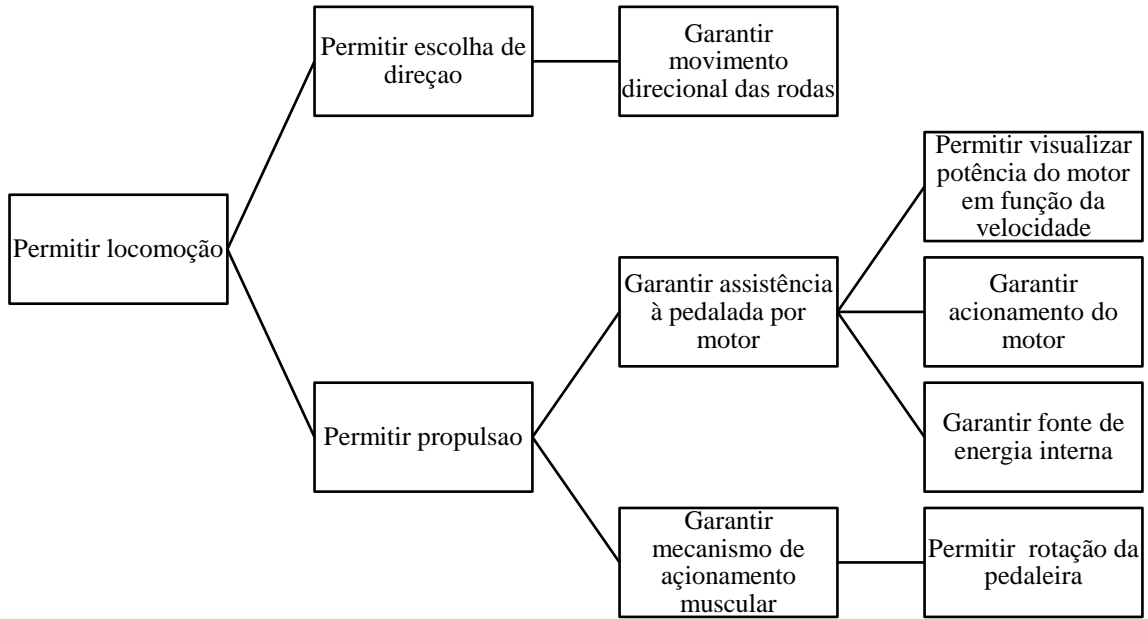 Permitir locomoção
Permitir escolha de
direçao
Garantir
movimento
direcional das rodas
Permitir propulsao
Garantir assistência
à pedalada por
motor
Permitir visualizar
potência do motor
em função da
velocidade
Garantir
acionamento do
motor
Garantir fonte de
energia interna
Garantir
mecanismo de
açionamento
muscular
Permitir  rotação da
pedaleira